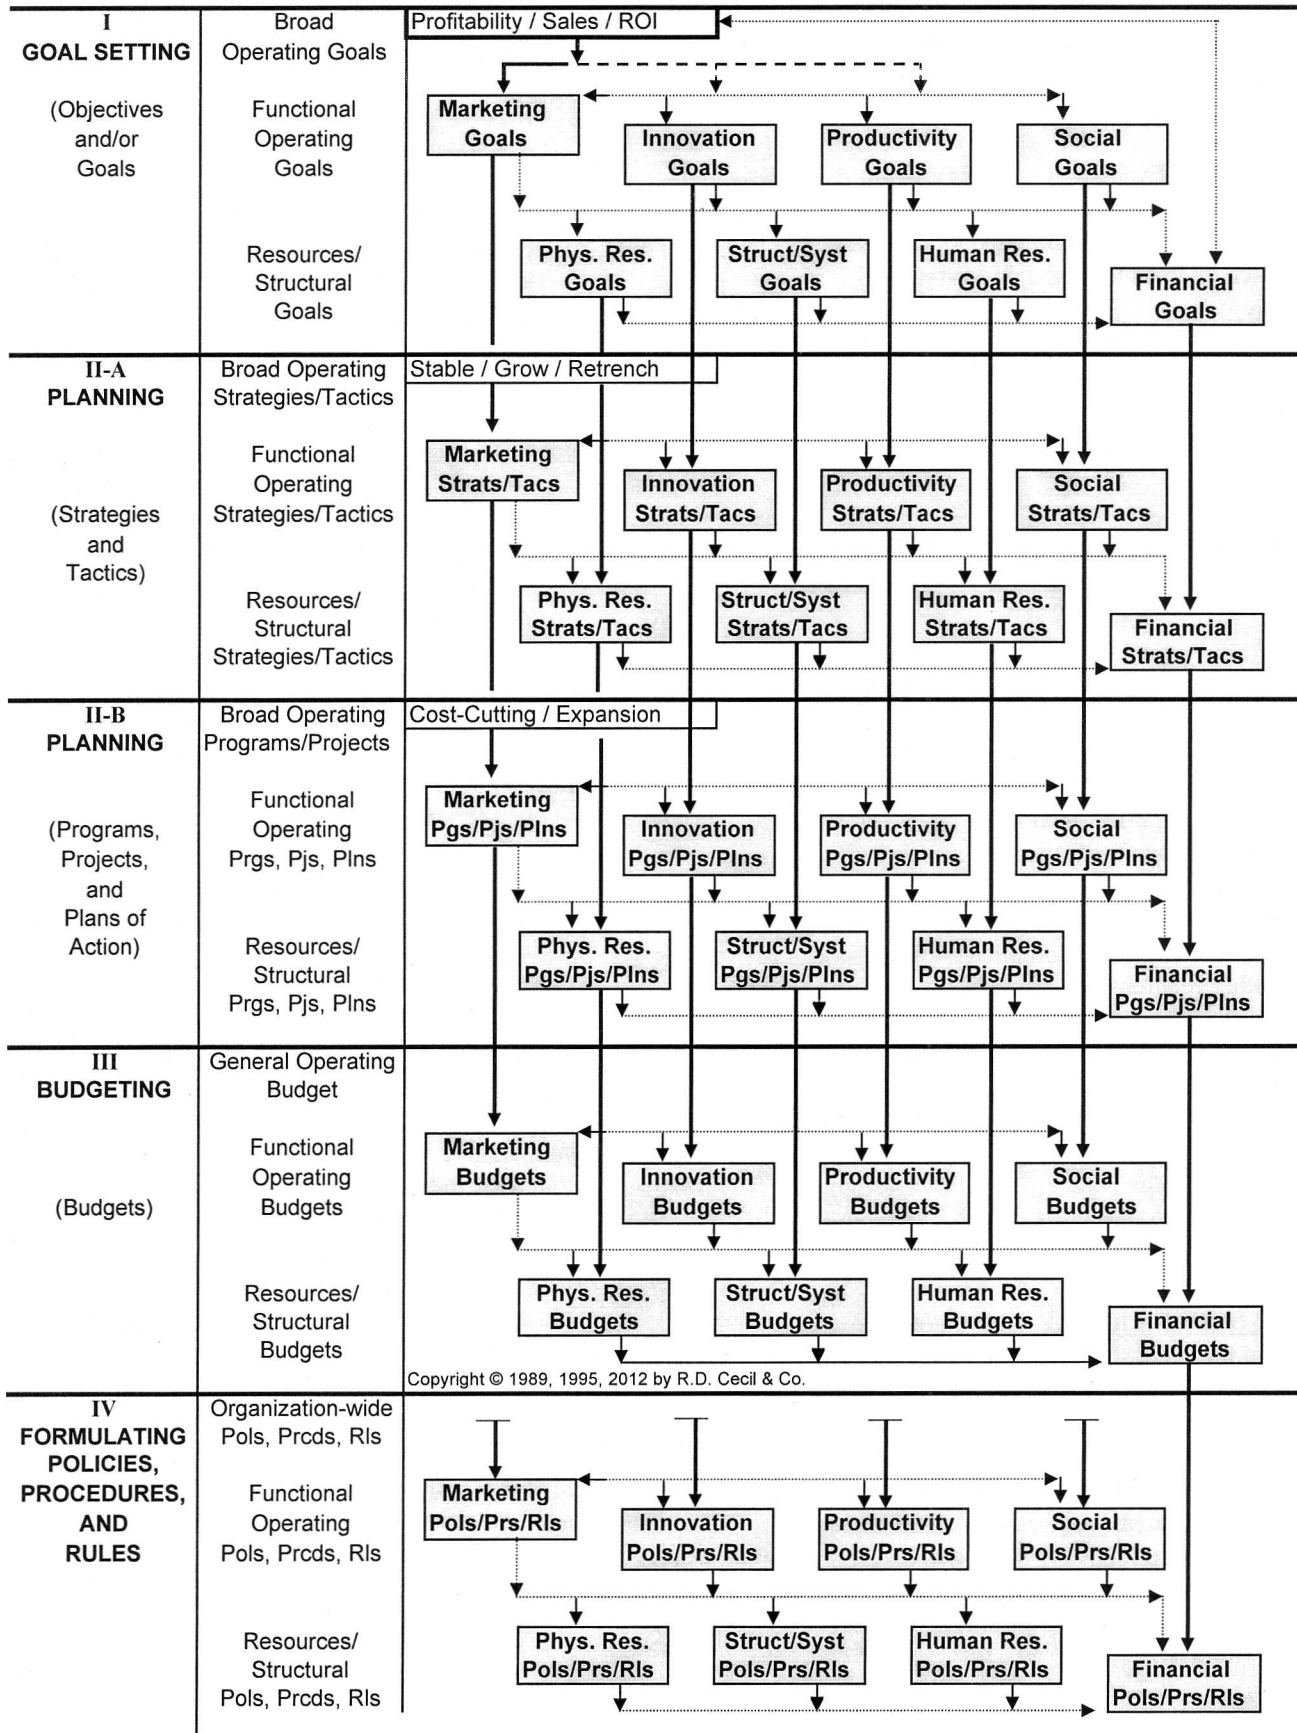 I
GOAL SETTING
(Objectives
and/or
Goals
Broad
Operating Goals
Functional
Operating
Goals
Resources/
Structural
Goals
Profitability / Sales / ROI
Marketing
Goals
Innovation
Goals
Productivity
Goals
Social
Goals
Phys. Res.
Goals
Struct/Syst
Goals
Human Res.
Goals
Financial
Goals
II-A
PLANNING
(Strategies
and
Tactics)
Broad Operating
Strategies/Tactics
Functional
Operating
Strategies/Tactics
Resources/
Structural
Strategies/Tactics
Stable / Grow / Retrench
Marketing
Strats/Tacs
Innovation
Strats/Tacs
Productivity
Strats/Tacs
Social
Strats/Tacs
Phys. Res.
Strats/Tacs
Struct/Syst
Strats/Tacs
Human Res.
Strats/Tacs
Financial
Strats/Tacs
II-B
PLANNING
(Programs,
Projects,
and
Plans of
Action)
Broad Operating
Programs/Projects
Functional
Operating
Prgs, Pjs, Plns
Resources/
Structural
Prgs, Pjs, Plns
Cost-Cutting / Expansion
Marketing
Pgs/Pjs/Plns
Innovation
Pgs/Pjs/Plns
Productivity
Pgs/Pjs/Plns
Social
Pgs/Pjs/Plns
Phys. Res.
Pgs/Pjs/Plns
Struct/Syst
Pgs/Pjs/Plns
Human Res.
Pgs/Pjs/Plns
Financial
Pgs/Pjs/Plns
III
BUDGETING
(Budgets)
General Operating
Budget
Functional
Operating
Budgets
Resources/
Structural
Budgets
Marketing
Budgets
Innovation
Budgets
Productivity
Budgets
Social
Budgets
Phys. Res.
Budgets
Struct/Syst
Budgets
Human Res.
Budgets
Financial
Budgets
Copyright © 1989, 1995, 2012 by R.D. Cecil & Co.
IV
FORMULATING
POLICIES,
PROCEDURES,
AND
RULES
Organization-wide
Pols, Prcds, Rls
Functional
Operating
Pols, Prcds, Rls
Resources/
Structural
Pols, Prcds, Rls
Marketing
Pols/Prs/Rls
Innovation
Pols/Prs/Rls
Productivity
Pols/Prs/Rls
Social
Pols/Prs/Rls
Phys. Res.
Pols/Prs/Rls
Struct/Syst
Pols/Prs/Rls
Human Res.
Pols/Prs/Rls
Financial
Pols/Prs/Rls